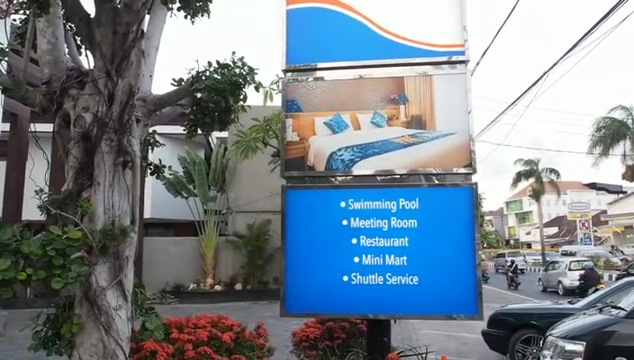 • Swimming Pool
• Meeting Room
• Restaurant
• Mini Mart
• Shuttle Service